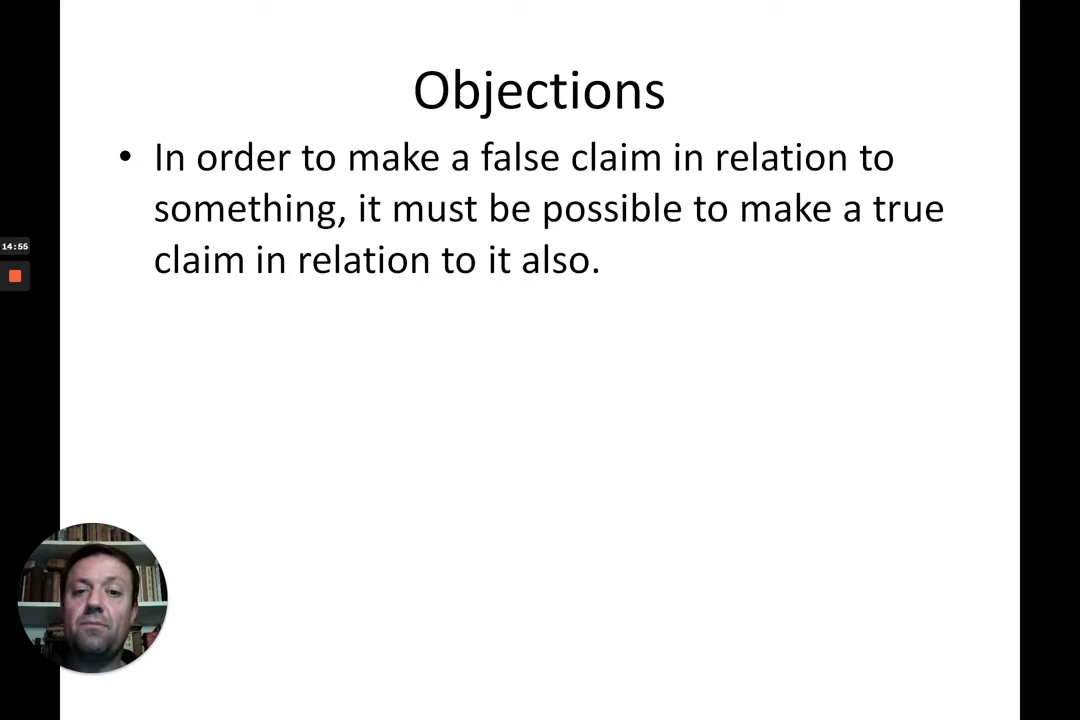 Objections
• In order to make a false claim in relation to
something, it must be possible to make a true
claim in relation to it also.
14:55